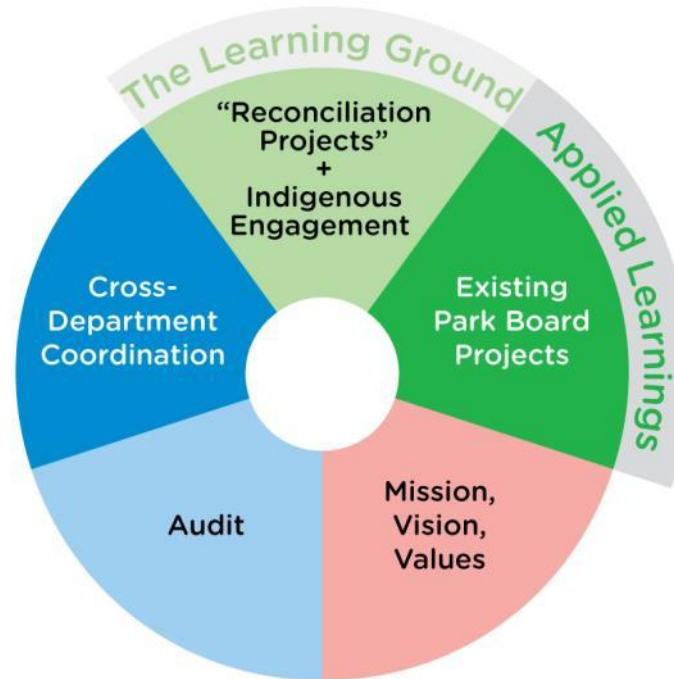 The Learning Ground
“Reconciliation
Projects”
+
Indigenous
Engagement
Applied Learnings
Existing
Park Board
Projects
Mission,
Vision,
Values
Audit
Cross-
Department
Coordination